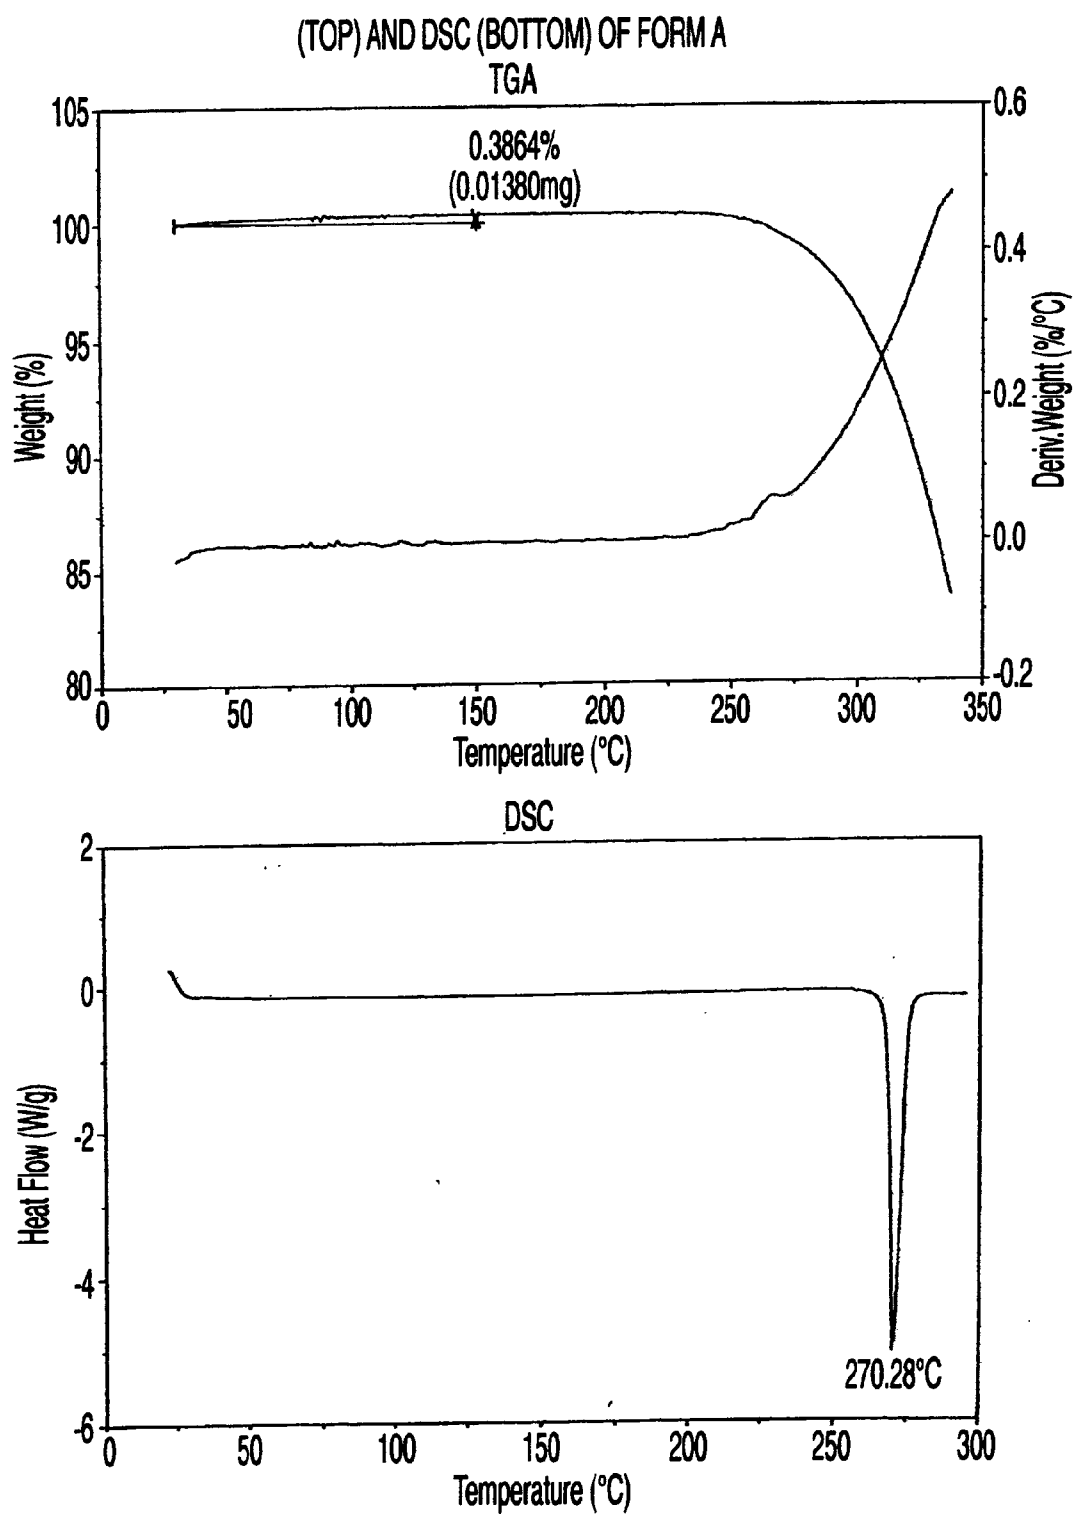 (TOP) AND DSC (BOTTOM) OF FORM A
TGA
105
100
95
90
85
80
Weight (%)
0.3864%
(0.01380mg)
0.6
0.4
0.2
0.0
-0.2
Deriv.Weight (%/°C)
0 50 100 150 200 250 300 350
Temperature (°C)
DSC
2
0
-2
-4
-6
Heat Flow (W/g)
270.28°C
0 50 100 150 200 250 300
Temperature (°C)